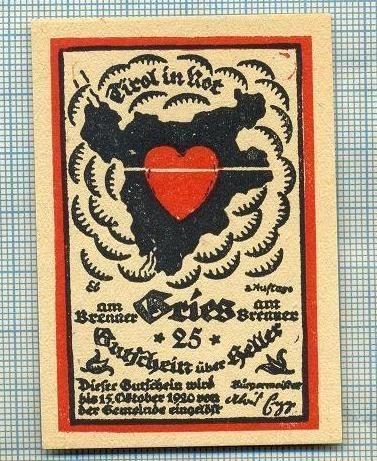 Tirol in Not
2 Auflage
am Brenner Gries am Brenner
* 25 *
Gutschein über Heller
Dieser Gutschein wird
bis 15. Oktober 1920 von
der Gemeinde eingelöst
Bürgermeister